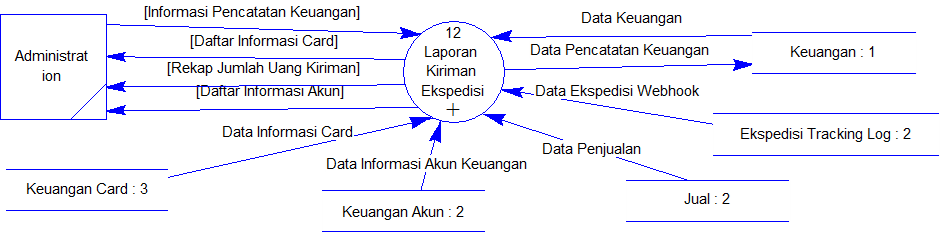 [Informasi Pencatatan Keuangan]
Data Keuangan
12
Laporan
Kiriman
Ekspedisi
[Daftar Informasi Card]
Data Pencatatan Keuangan
Keuangan : 1
Administrat
ion
[Rekap Jumlah Uang Kiriman]
[Daftar Informasi Akun]
Data Ekspedisi Webhook
Data Informasi Card
Ekspedisi Tracking Log : 2
Data Informasi Akun Keuangan
Data Penjualan
Keuangan Card : 3
Keuangan Akun : 2
Jual : 2